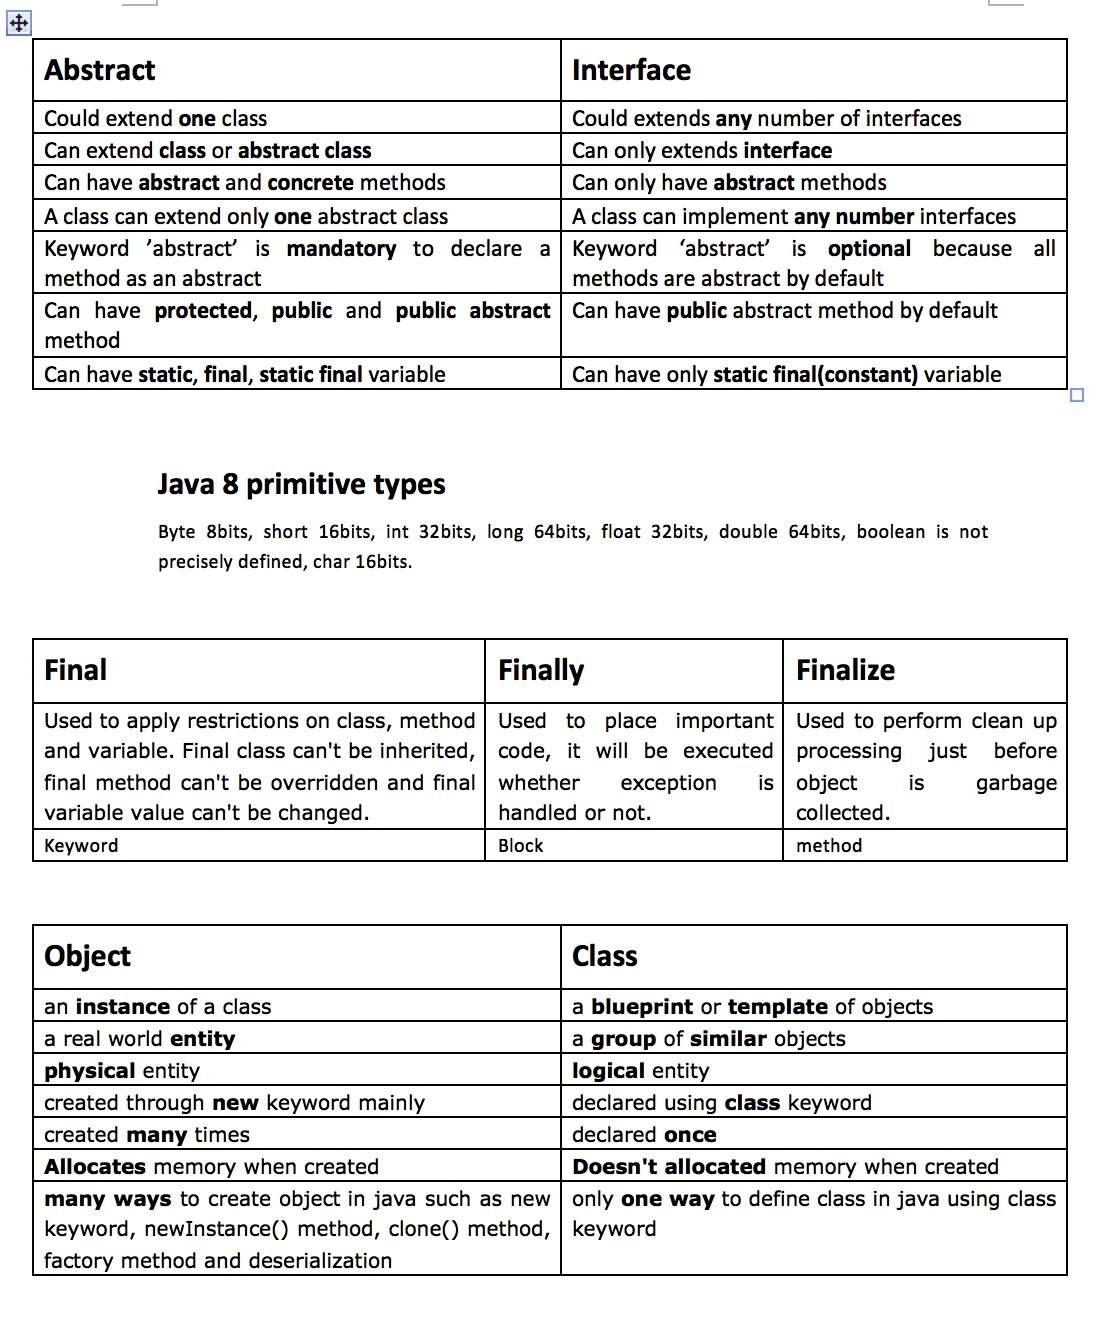 Abstract
Interface
Could extend one class
Could extends any number of interfaces
Can extend class or abstract class
Can only extends interface
Can have abstract and concrete methods
Can only have abstract methods
A class can extend only one abstract class
A class can implement any number interfaces
Keyword ’abstract’ is mandatory to declare a
method as an abstract
Keyword ‘abstract’ is optional because all
methods are abstract by default
Can have protected, public and public abstract
method
Can have public abstract method by default
Can have static, final, static final variable
Can have only static final(constant) variable
Java 8 primitive types
Byte 8bits, short 16bits, int 32bits, long 64bits, float 32bits, double 64bits, boolean is not
precisely defined, char 16bits.
Final
Finally
Finalize
Used to apply restrictions on class, method
and variable. Final class can't be inherited,
final method can't be overridden and final
variable value can't be changed.
Used to place important
code, it will be executed
whether exception is
handled or not.
Used to perform clean up
processing just before
object is garbage
collected.
Keyword
Block
method
Object
Class
an instance of a class
a blueprint or template of objects
a real world entity
a group of similar objects
physical entity
logical entity
created through new keyword mainly
declared using class keyword
created many times
declared once
Allocates memory when created
Doesn't allocated memory when created
many ways to create object in java such as new
keyword, newInstance() method, clone() method,
factory method and deserialization
only one way to define class in java using class
keyword